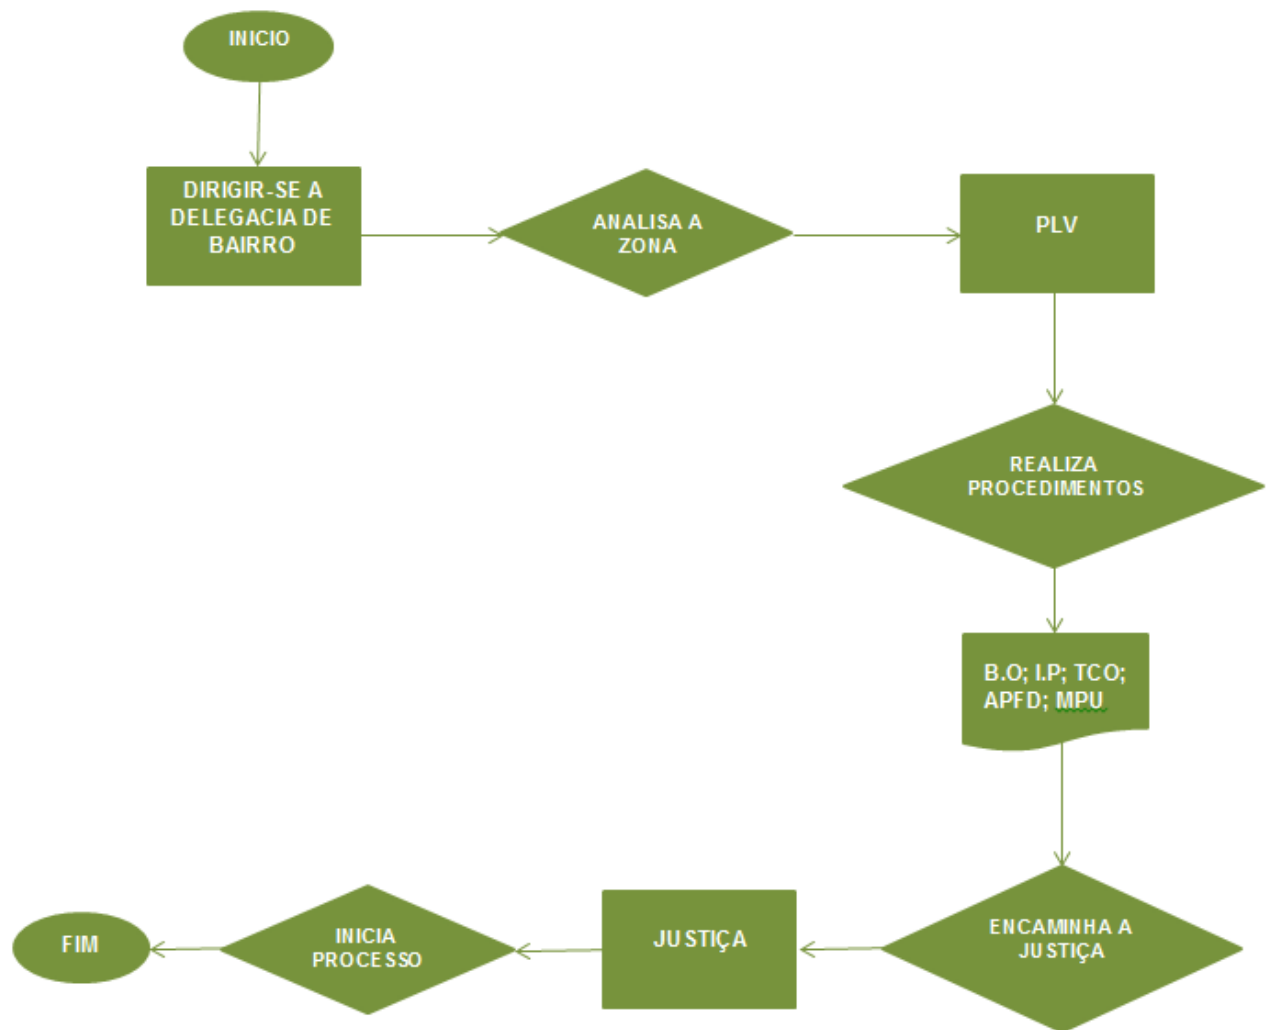 INICIO
DIRIGIR-SE A
DELEGACIA DE
BAIRRO
ANALISA A
ZONA
PLV
REALIZA
PROCEDIMENTOS
B.O; I.P; TCO;
APFD; MPU
ENCAMINHA A
JUSTIÇA
JUSTIÇA
INICIA
PROCESSO
FIM